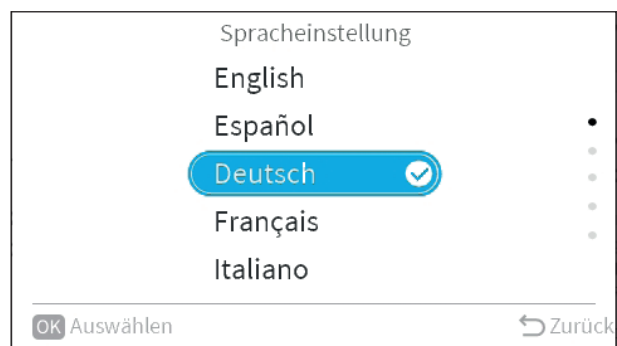 Spracheinstellung
English
Español
Deutsch
Français
Italiano
OK Auswählen
Zurück